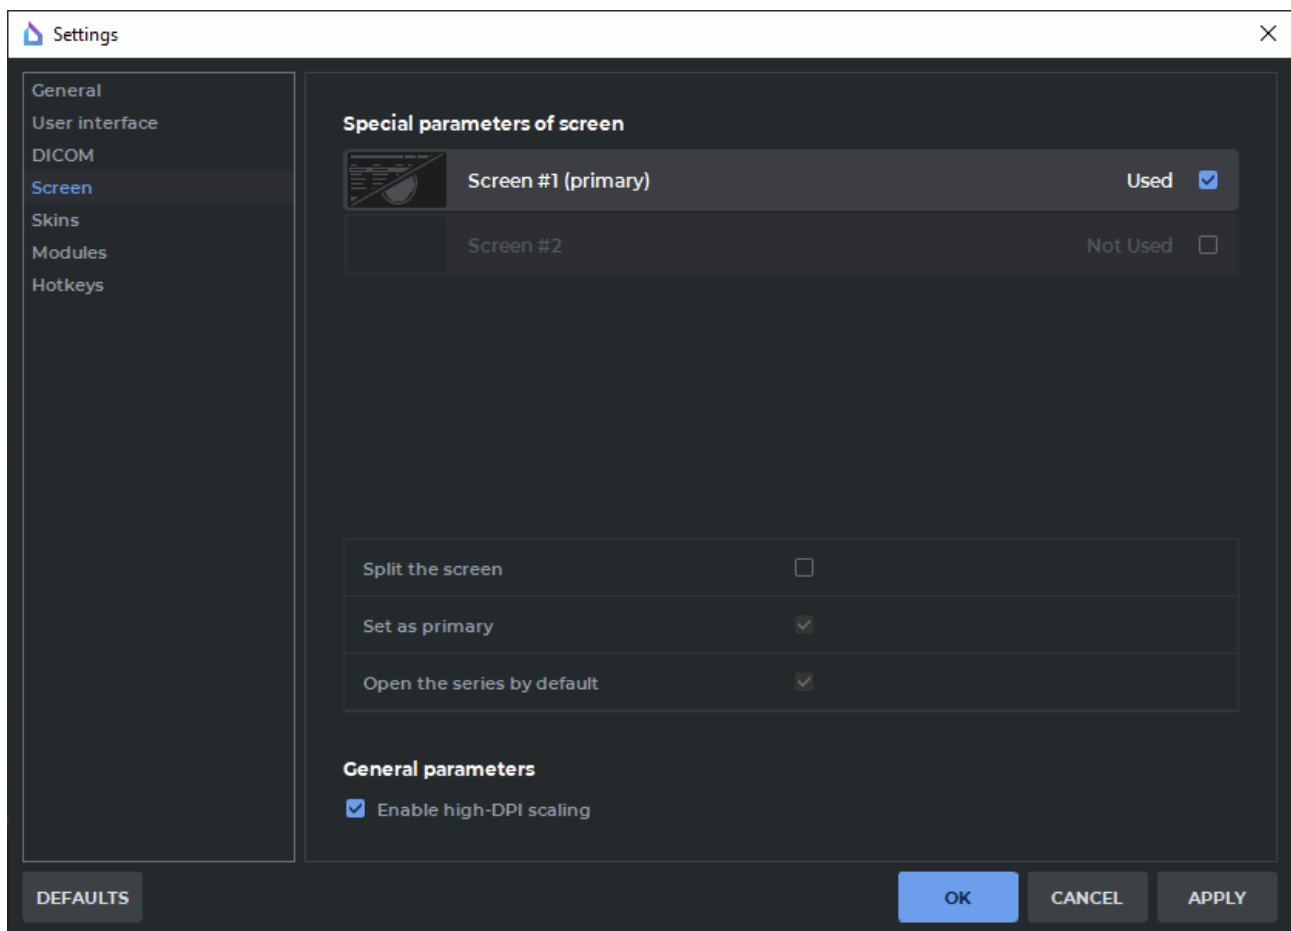 Settings
General
User interface
DICOM
Screen
Skins
Modules
Hotkeys
Special parameters of screen
Screen #1 (primary) Used
Screen #2 Not Used
Split the screen
Set as primary
Open the series by default
General parameters
Enable high-DPI scaling
DEFAULTS OK CANCEL APPLY